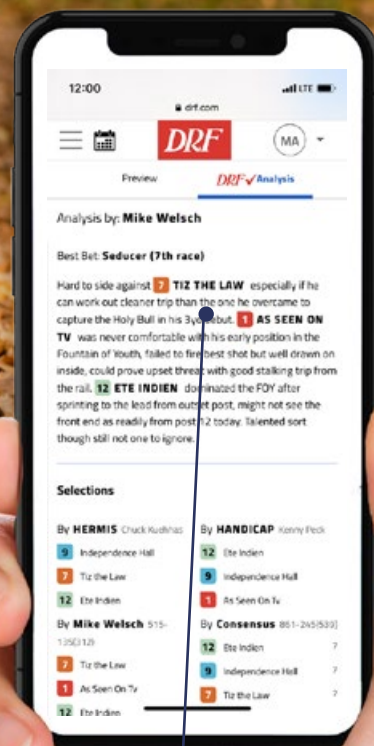 12:00
LTE
drf.com
DRF
MA
Preview
DRF Analysis
Analysis by: Mike Welsch
Best Bet: Seducer (7th race)
Hard to side against 7 TIZ THE LAW especially if he
can work out cleaner trip than the one he overcame to
capture the Holy Bull in his 3yo debut. 1 AS SEEN ON
TV was never comfortable with his early position in the
Fountain of Youth, failed to fire best shot but well drawn on
inside, could prove upset threat with good stalking trip from
the rail. 12 ETE INDIEN dominated the FOY after
sprinting to the lead from outset post, might not see the
front end as readily from post 12 today. Talented sort
though still not one to ignore.
Selections
By HERMIS Chuck Kuehhas
9 Independence Hall
7 Tiz the Law
12 Ete Indien
By HANDICAP Kenny Peck
12 Ete Indien
9 Independence Hall
1 As Seen On Tv
By Mike Welsch 515-
135(312)
7 Tiz the Law
1 As Seen On Tv
12 Ete Indien
By Consensus 861-245(539)
12 Ete Indien 7
9 Independence Hall 7
7 Tiz the Law 7